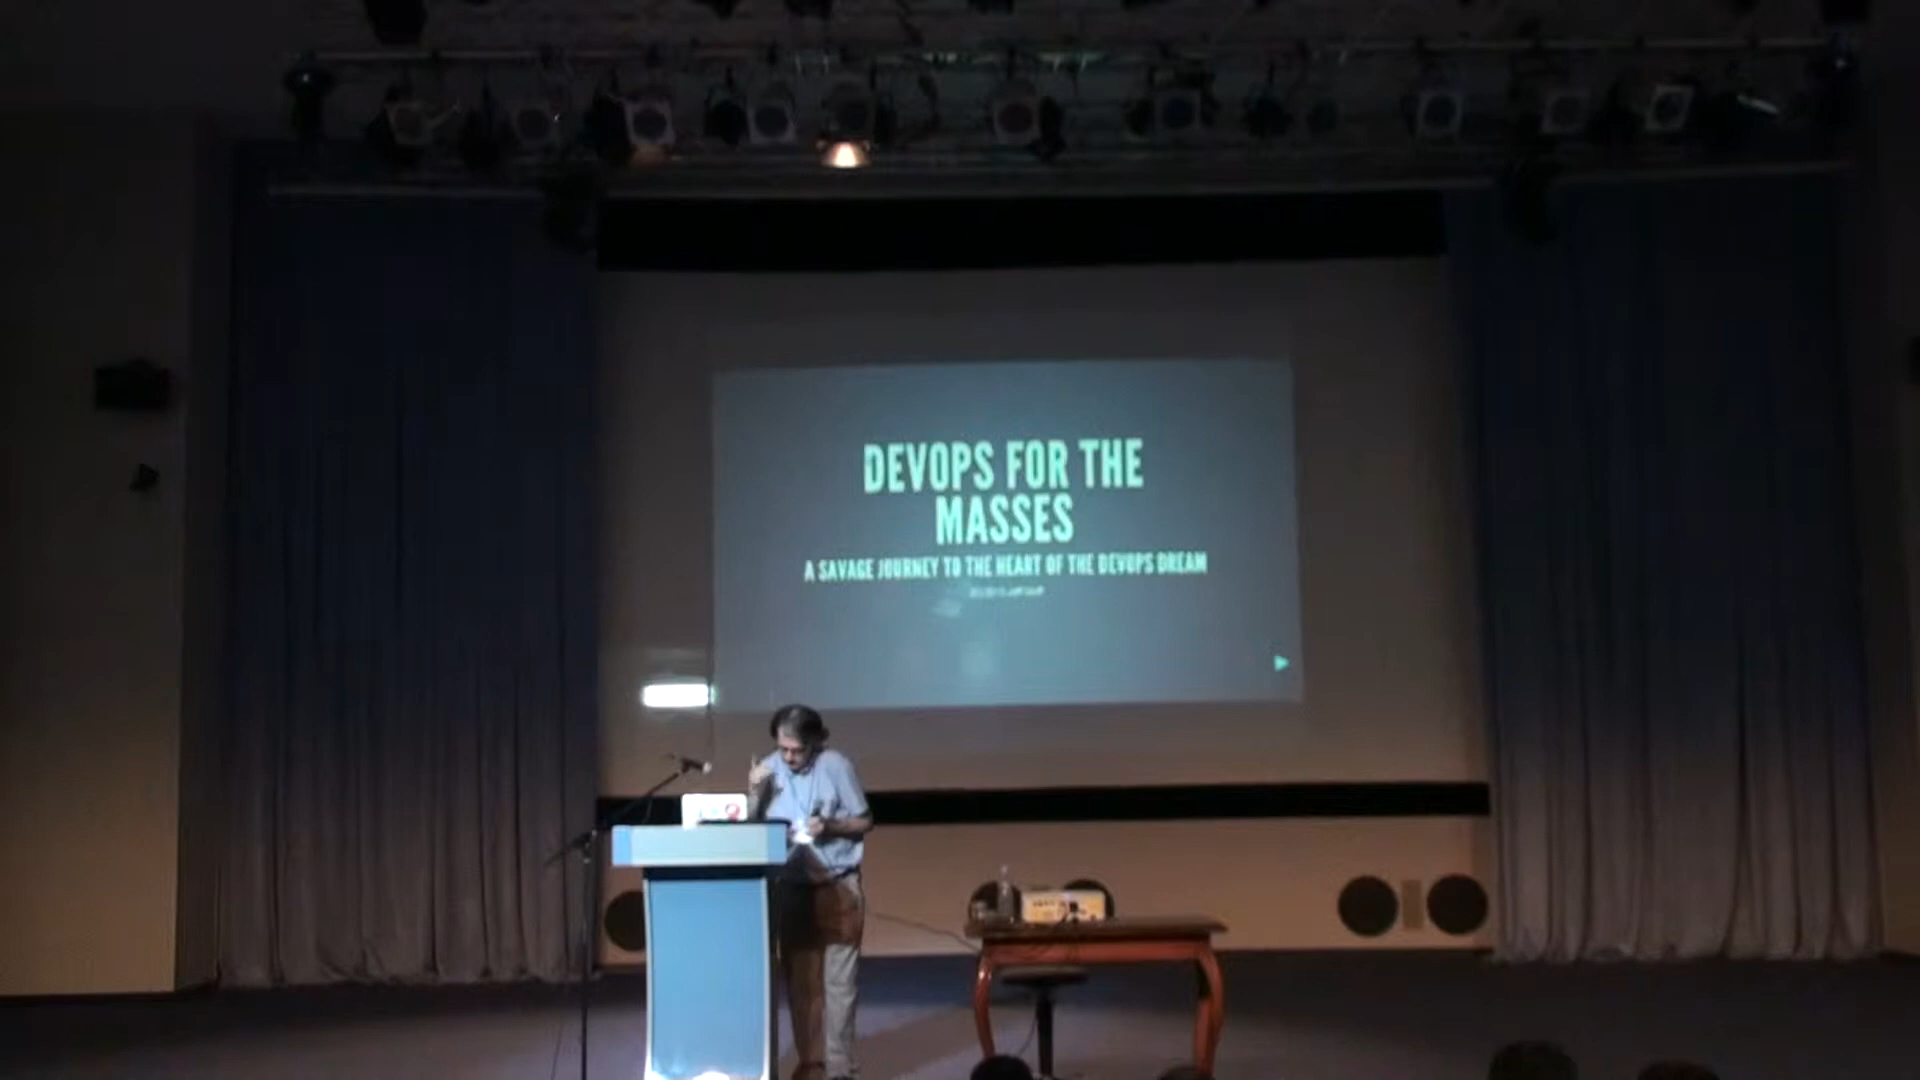 DEVOPS FOR THE
MASSES
A SAVAGE JOURNEY TO THE HEART OF THE DEVOPS DREAM